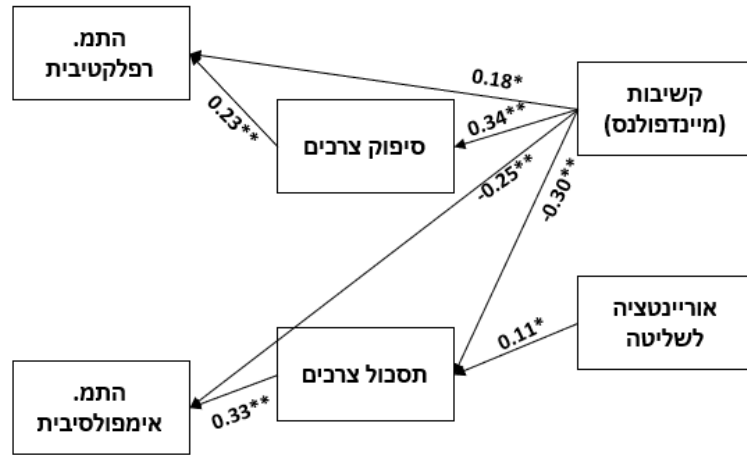 התמ.
רפלקטיבית
0.18*
קשיבות
(מיינדפולנס)
0.23**
0.34**
סיפוק צרכים
-0.25**
-0.30**
אוריינטציה
לשליטה
0.11*
תסכול צרכים
התמ.
אימפולסיבית
0.33**